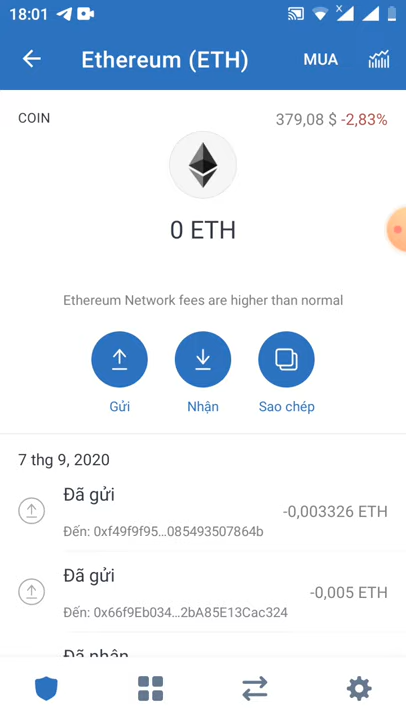 18:01
Ethereum (ETH)
MUA
COIN
379,08 $ -2,83%
0 ETH
Ethereum Network fees are higher than normal
Gửi
Nhận
Sao chép
7 thg 9, 2020
Đã gửi
-0,003326 ETH
Đến: 0xf49f9f95...085493507864b
Đã gửi
-0,005 ETH
Đến: 0x66f9Eb034...2bA85E13Cac324
Đã nhận